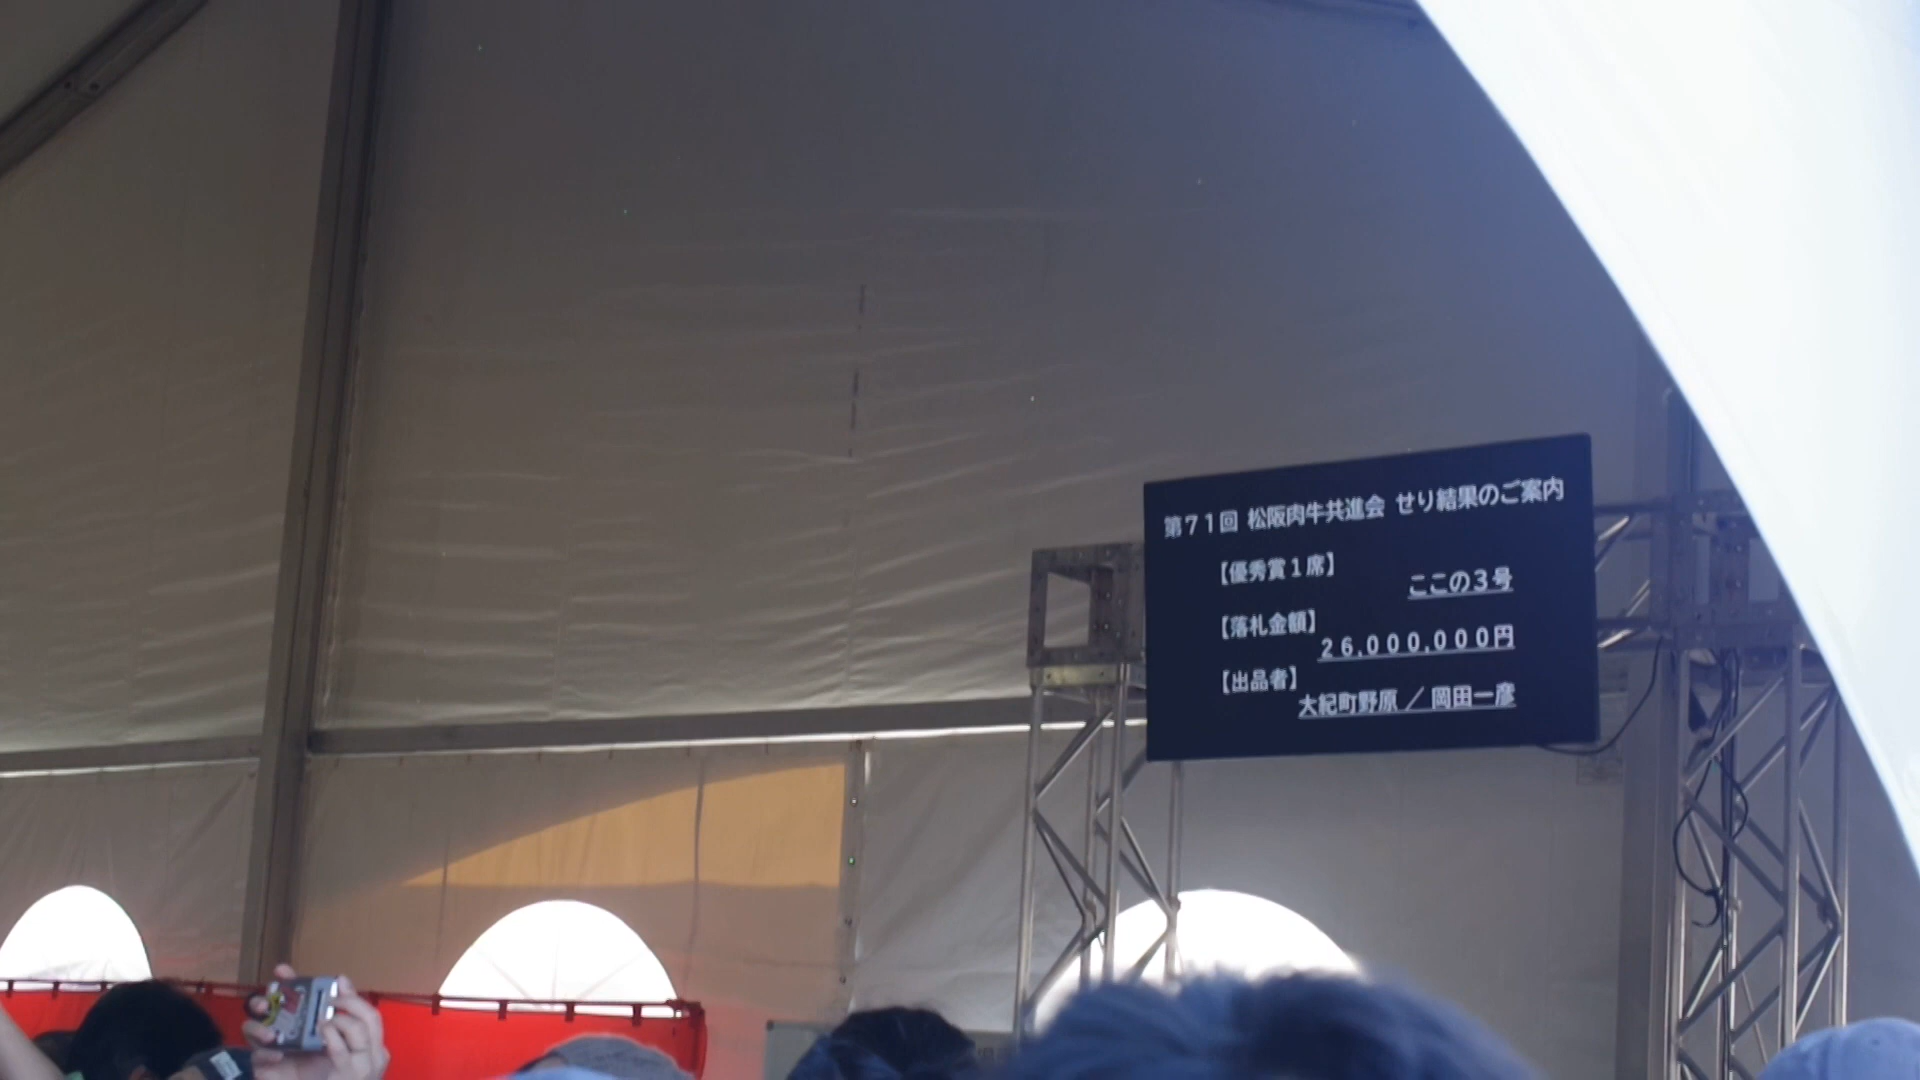 第71回 松阪肉牛共進会 せり結果のご案内
【優秀賞1席】
ここの3号
【落札金額】
26,000,000円
【出品者】
大紀町野原 / 岡田一彦